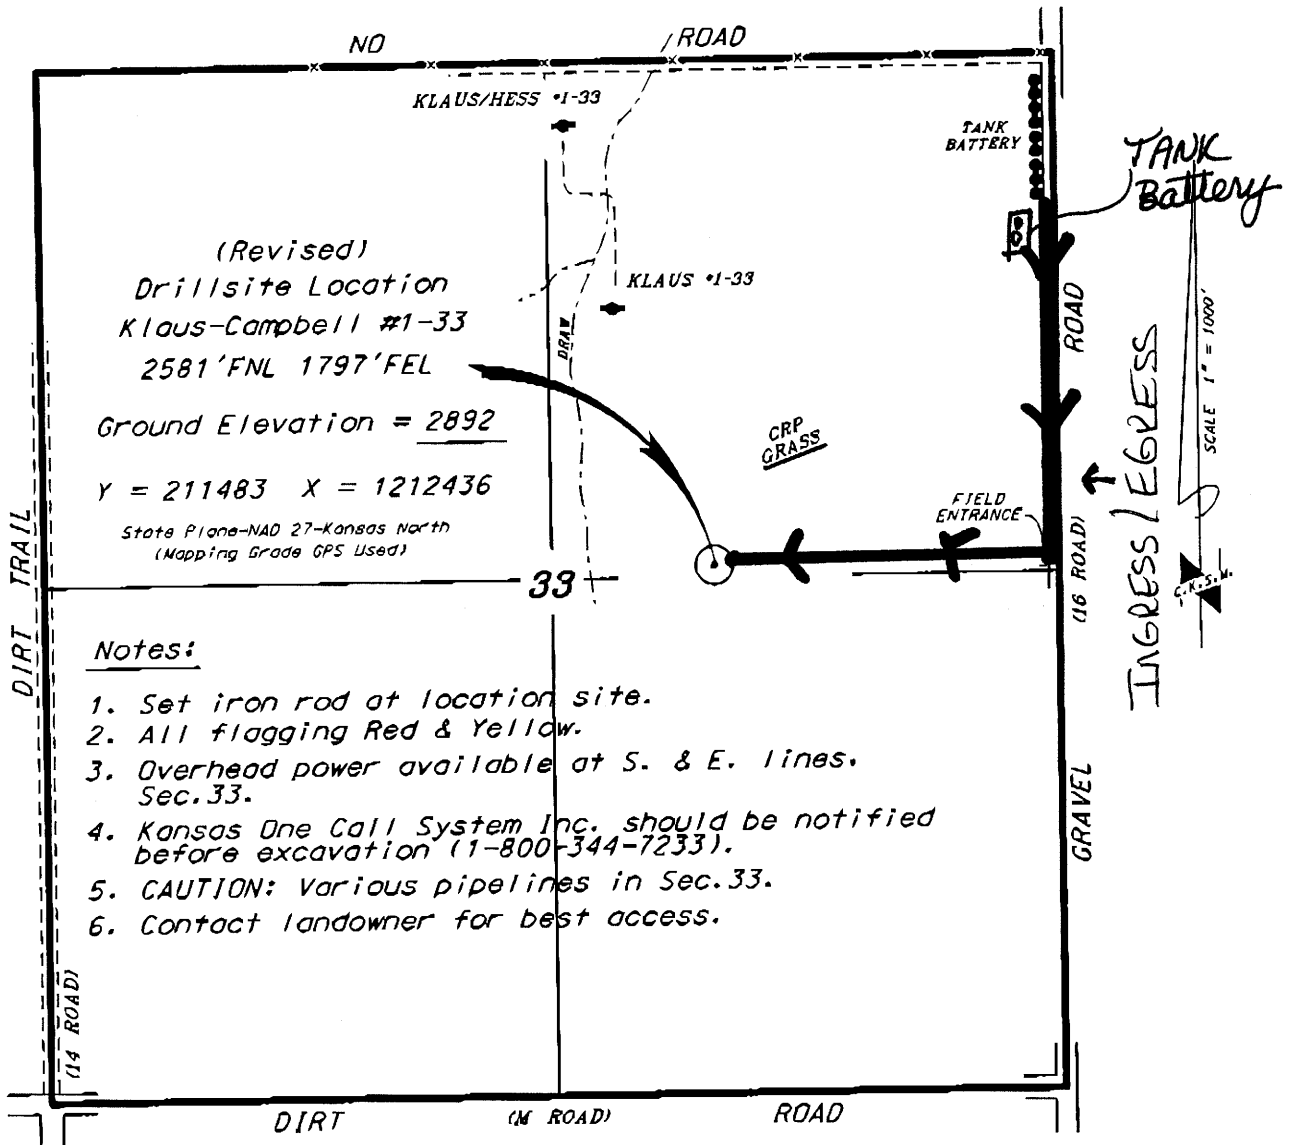 NO ROAD
KLAUS/HESS #1-33
TANK
BATTERY
TANK
Battery
(Revised)
Drillsite Location
Klaus-Campbell #1-33
2581'FNL 1797'FEL
KLAUS #1-33
DRAW
ROAD
SCALE 1" = 1000'
Ground Elevation = 2892
CRP
GRASS
Y = 211483 X = 1212436
State Plane-NAD 27-Kansas North
(Mapping Grade GPS Used)
FIELD
ENTRANCE
INGRESS/EGRESS
(16 ROAD)
C.K.S.M.
DIRT TRAIL
33
Notes:
1. Set iron rod at location site.
2. All flagging Red & Yellow.
3. Overhead power available at S. & E. lines.
Sec.33.
4. Kansas One Call System Inc. should be notified
before excavation (1-800-344-7233).
5. CAUTION: Various pipelines in Sec.33.
6. Contact landowner for best access.
GRAVEL
(14 ROAD)
DIRT (M ROAD) ROAD